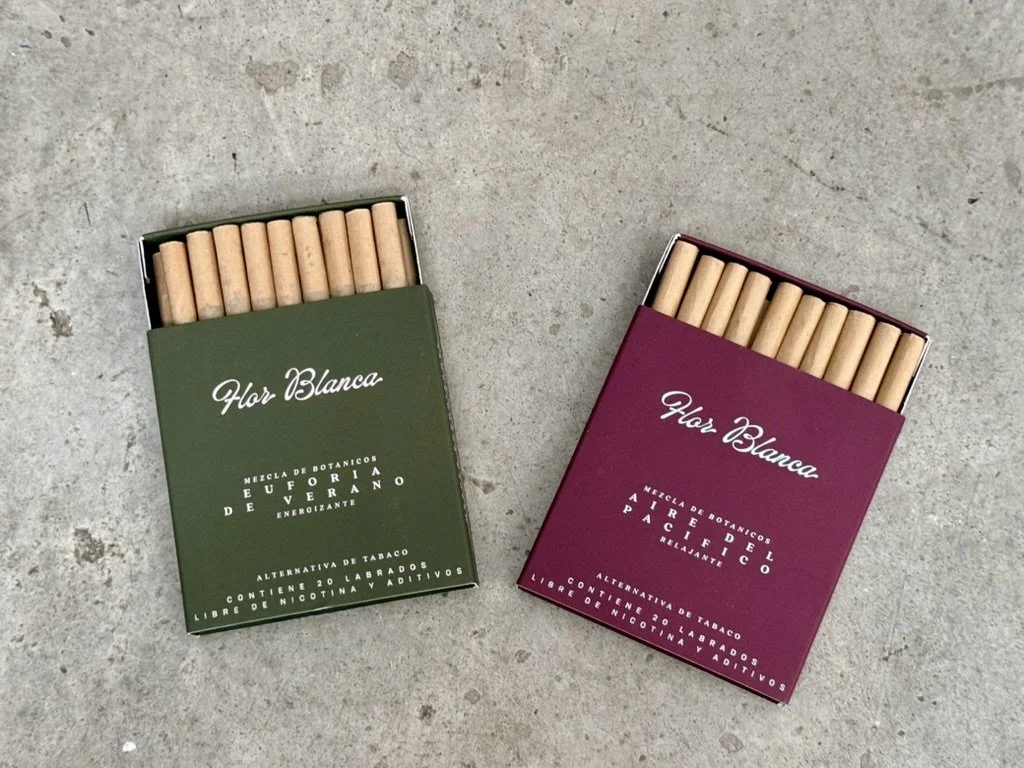 Flor Blanca
MEZCLA DE BOTANICOS
EUFORIA
DE VERANO
ENERGIZANTE
ALTERNATIVA DE TABACO
CONTIENE 20 LABRADOS
LIBRE DE NICOTINA Y ADITIVOS
Flor Blanca
MEZCLA DE BOTANICOS
AIRE DEL
PACIFICO
RELAJANTE
ALTERNATIVA DE TABACO
CONTIENE 20 LABRADOS
LIBRE DE NICOTINA Y ADITIVOS